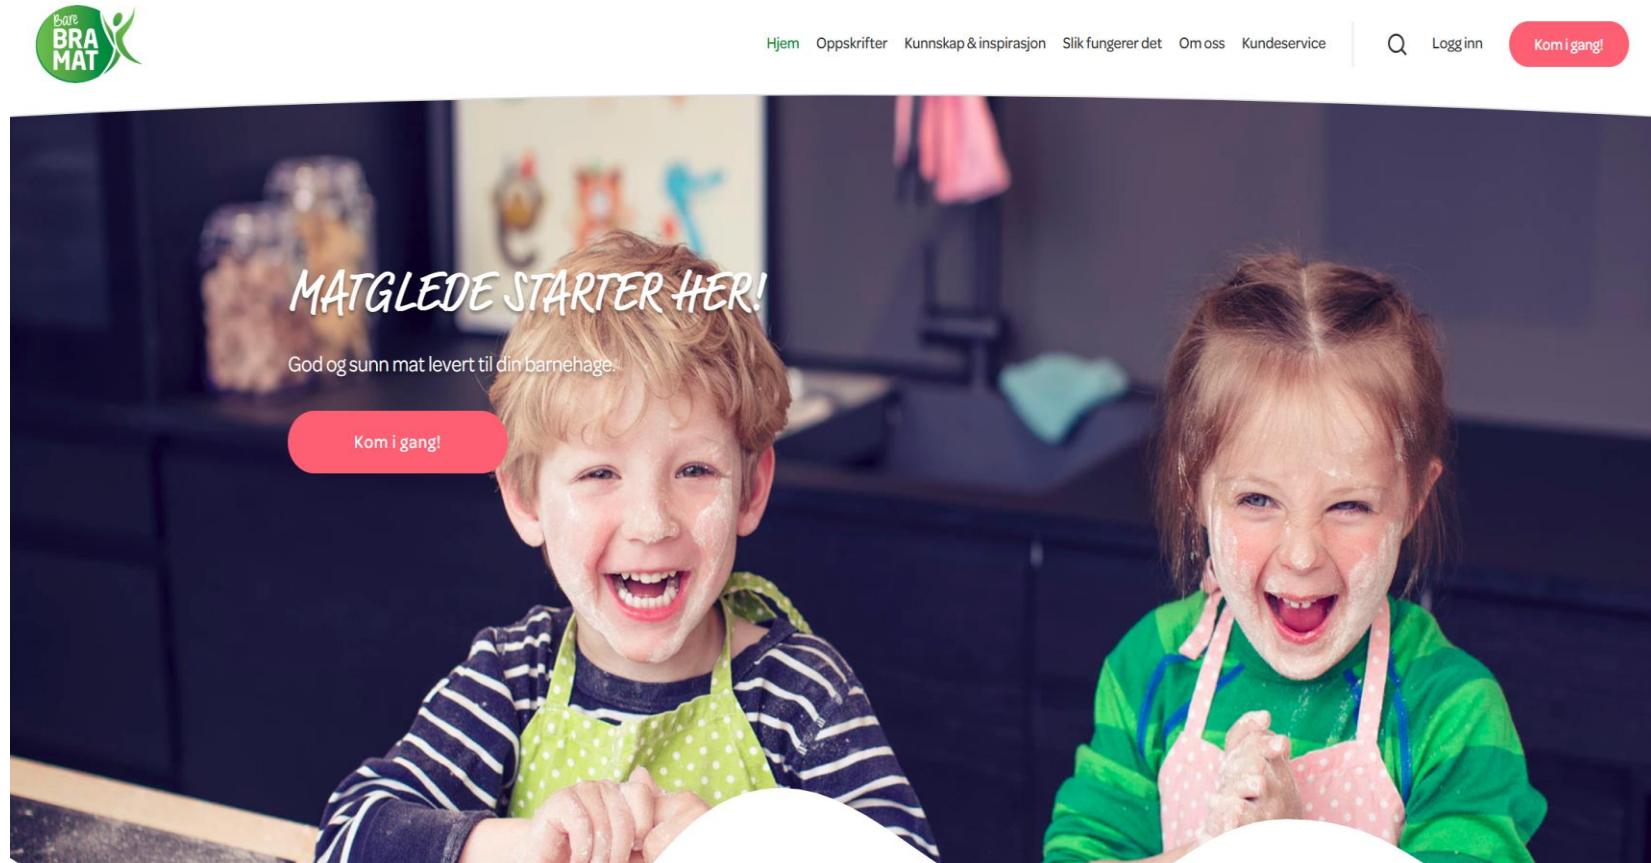 Bare
BRA
MAT
Hjem Oppskrifter Kunnskap & inspirasjon Slik fungerer det Om oss Kundeservice Logg inn Kom i gang!
MATGLEDE STARTER HER!
God og sunn mat levert til din barnehage.
Kom i gang!